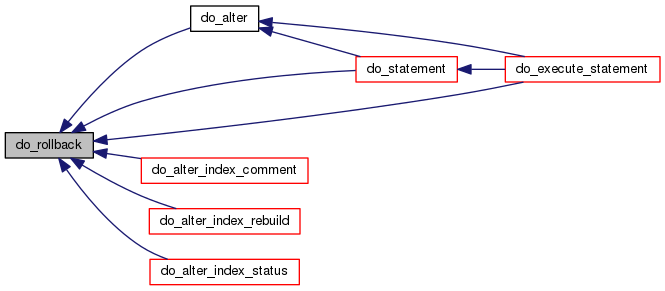 do_alter
do_statement
do_execute_statement
do_rollback
do_alter_index_comment
do_alter_index_rebuild
do_alter_index_status